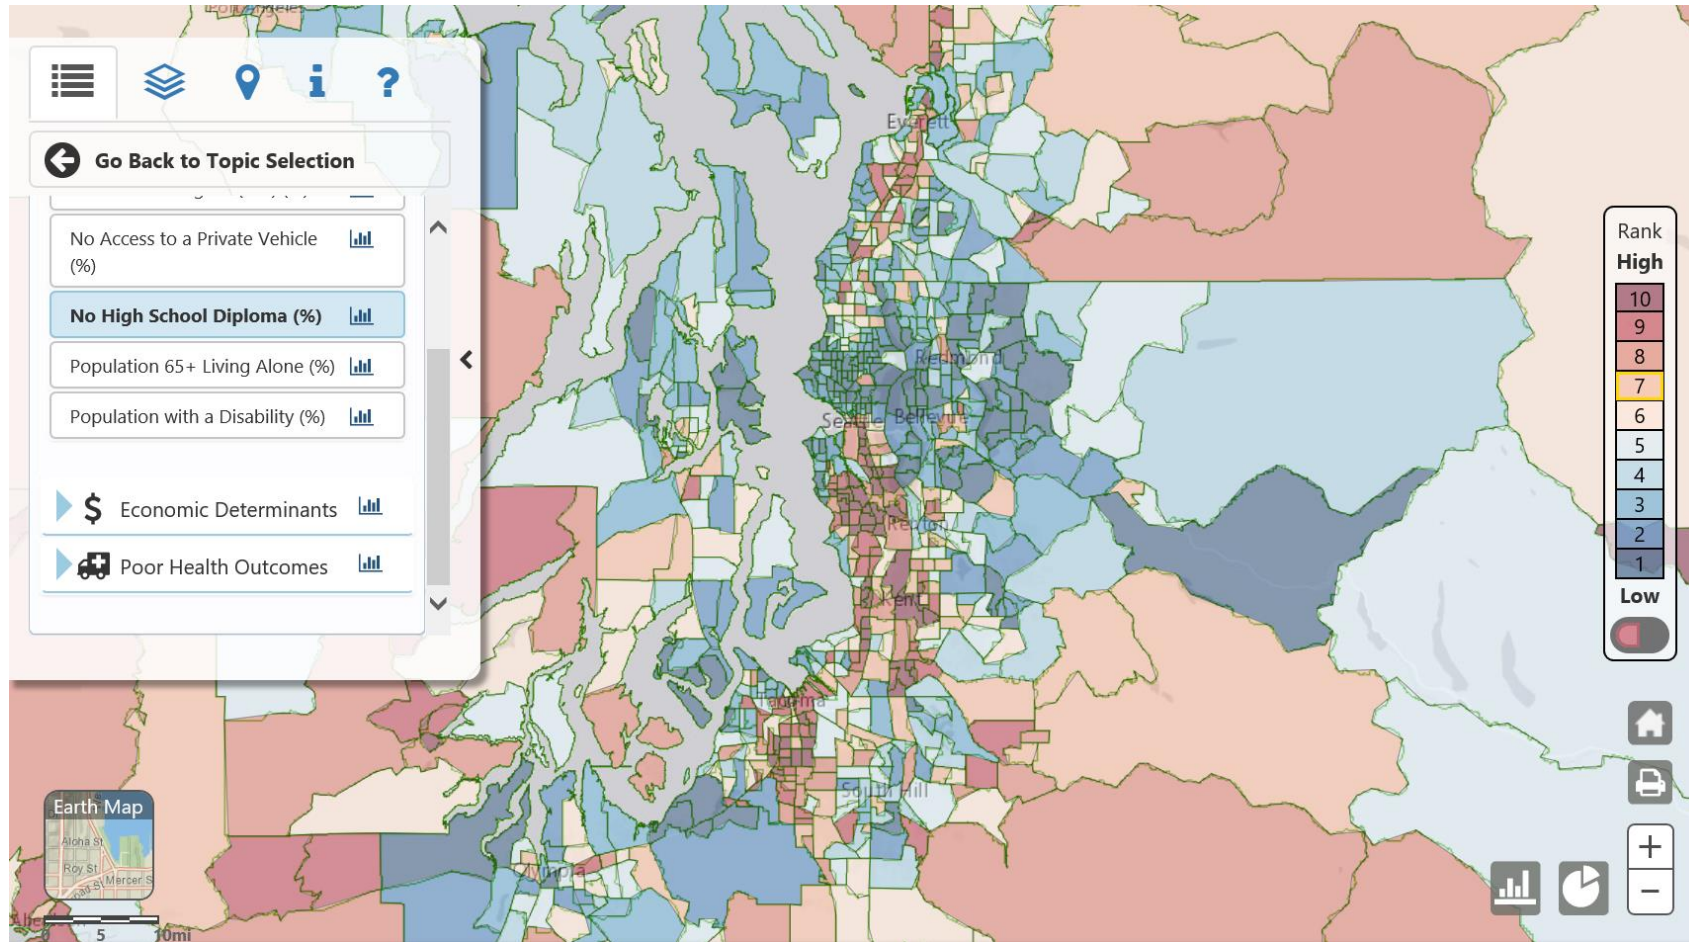 Port Angeles
Everett
Go Back to Topic Selection
No Access to a Private Vehicle
(%)
No High School Diploma (%)
Population 65+ Living Alone (%)
Population with a Disability (%)
$ Economic Determinants
Poor Health Outcomes
Redmond
Seattle
Bellevue
Renton
Kent
Tacoma
South Hill
Olympia
Rank
High
10
9
8
7
6
5
4
3
2
1
Low
Earth Map
Aloha St
Roy St
Mercer S
0 5 10mi